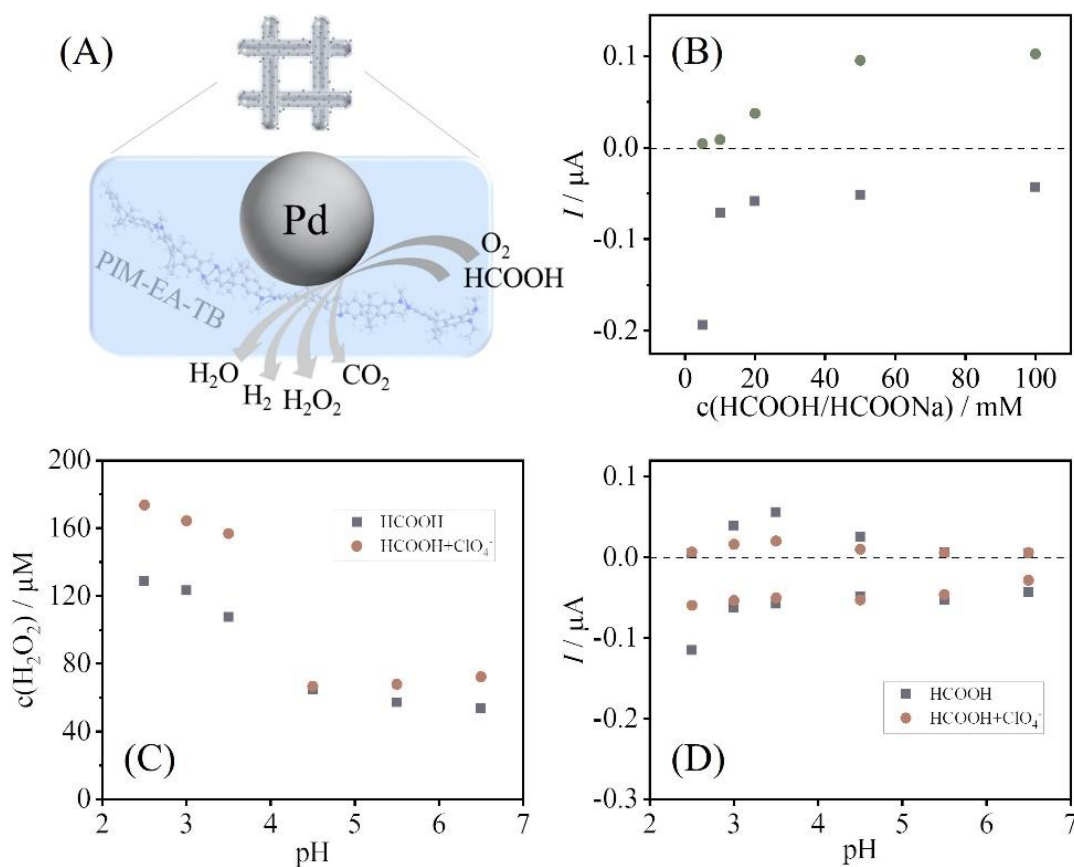 (A)
Pd
PIM-EA-TB
O₂
HCOOH
H₂O
H₂
H₂O₂
CO₂
(B)
0.1
0.0
-0.1
-0.2
I / μA
0 20 40 60 80 100
c(HCOOH/HCOONa) / mM
200
160
120
80
40
0
c(H₂O₂) / μM
HCOOH
HCOOH+ClO₄⁻
(C)
2 3 4 5 6 7
pH
0.1
0.0
-0.1
-0.2
-0.3
I / μA
HCOOH
HCOOH+ClO₄⁻
(D)
2 3 4 5 6 7
pH